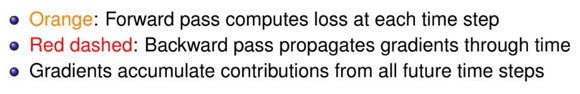 Orange: Forward pass computes loss at each time step
Red dashed: Backward pass propagates gradients through time
Gradients accumulate contributions from all future time steps